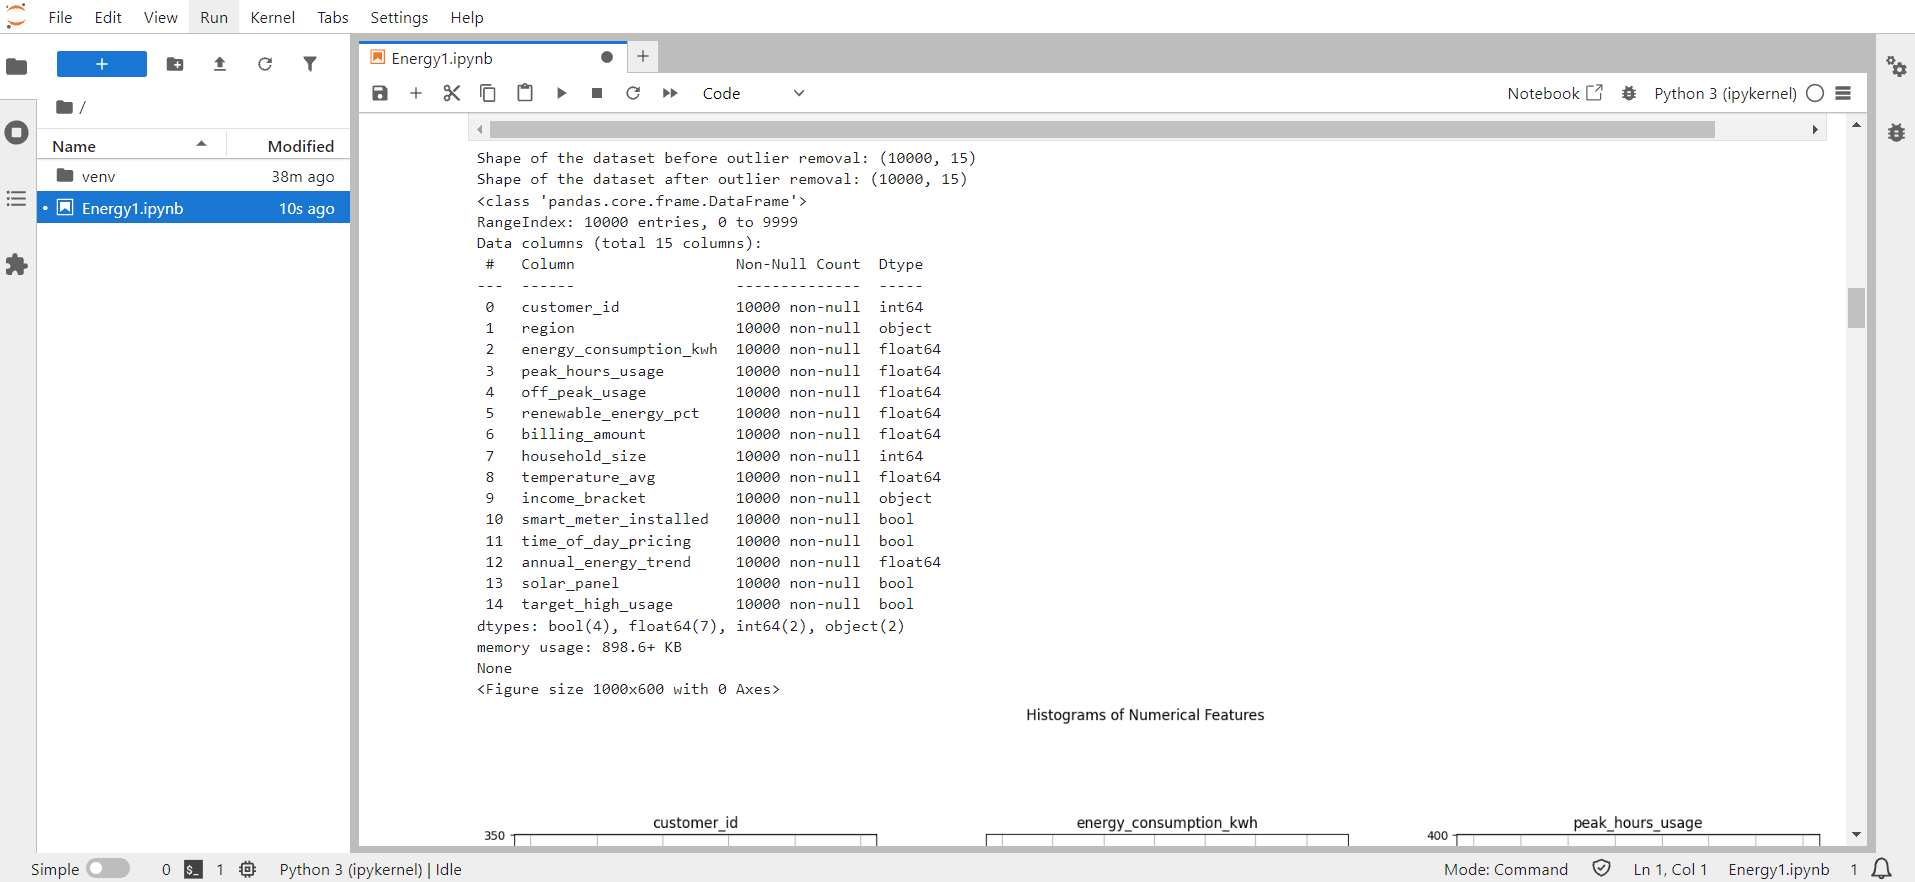 File Edit View Run Kernel Tabs Settings Help
+
/
Name Modified
venv 38m ago
Energy1.ipynb 10s ago
Energy1.ipynb
+
Code
Notebook
Python 3 (ipykernel)
Shape of the dataset before outlier removal: (10000, 15)
Shape of the dataset after outlier removal: (10000, 15)
<class 'pandas.core.frame.DataFrame'>
RangeIndex: 10000 entries, 0 to 9999
Data columns (total 15 columns):
 #   Column                  Non-Null Count  Dtype
---  ------                  --------------  -----
 0   customer_id             10000 non-null  int64
 1   region                  10000 non-null  object
 2   energy_consumption_kwh  10000 non-null  float64
 3   peak_hours_usage        10000 non-null  float64
 4   off_peak_usage          10000 non-null  float64
 5   renewable_energy_pct    10000 non-null  float64
 6   billing_amount          10000 non-null  float64
 7   household_size          10000 non-null  int64
 8   temperature_avg         10000 non-null  float64
 9   income_bracket          10000 non-null  object
 10  smart_meter_installed   10000 non-null  bool
 11  time_of_day_pricing     10000 non-null  bool
 12  annual_energy_trend     10000 non-null  float64
 13  solar_panel             10000 non-null  bool
 14  target_high_usage       10000 non-null  bool
dtypes: bool(4), float64(7), int64(2), object(2)
memory usage: 898.6+ KB
None
<Figure size 1000x600 with 0 Axes>
Histograms of Numerical Features
customer_id energy_consumption_kwh peak_hours_usage
350 400
Simple 0 $_ 1 Python 3 (ipykernel) | Idle Mode: Command Ln 1, Col 1 Energy1.ipynb 1